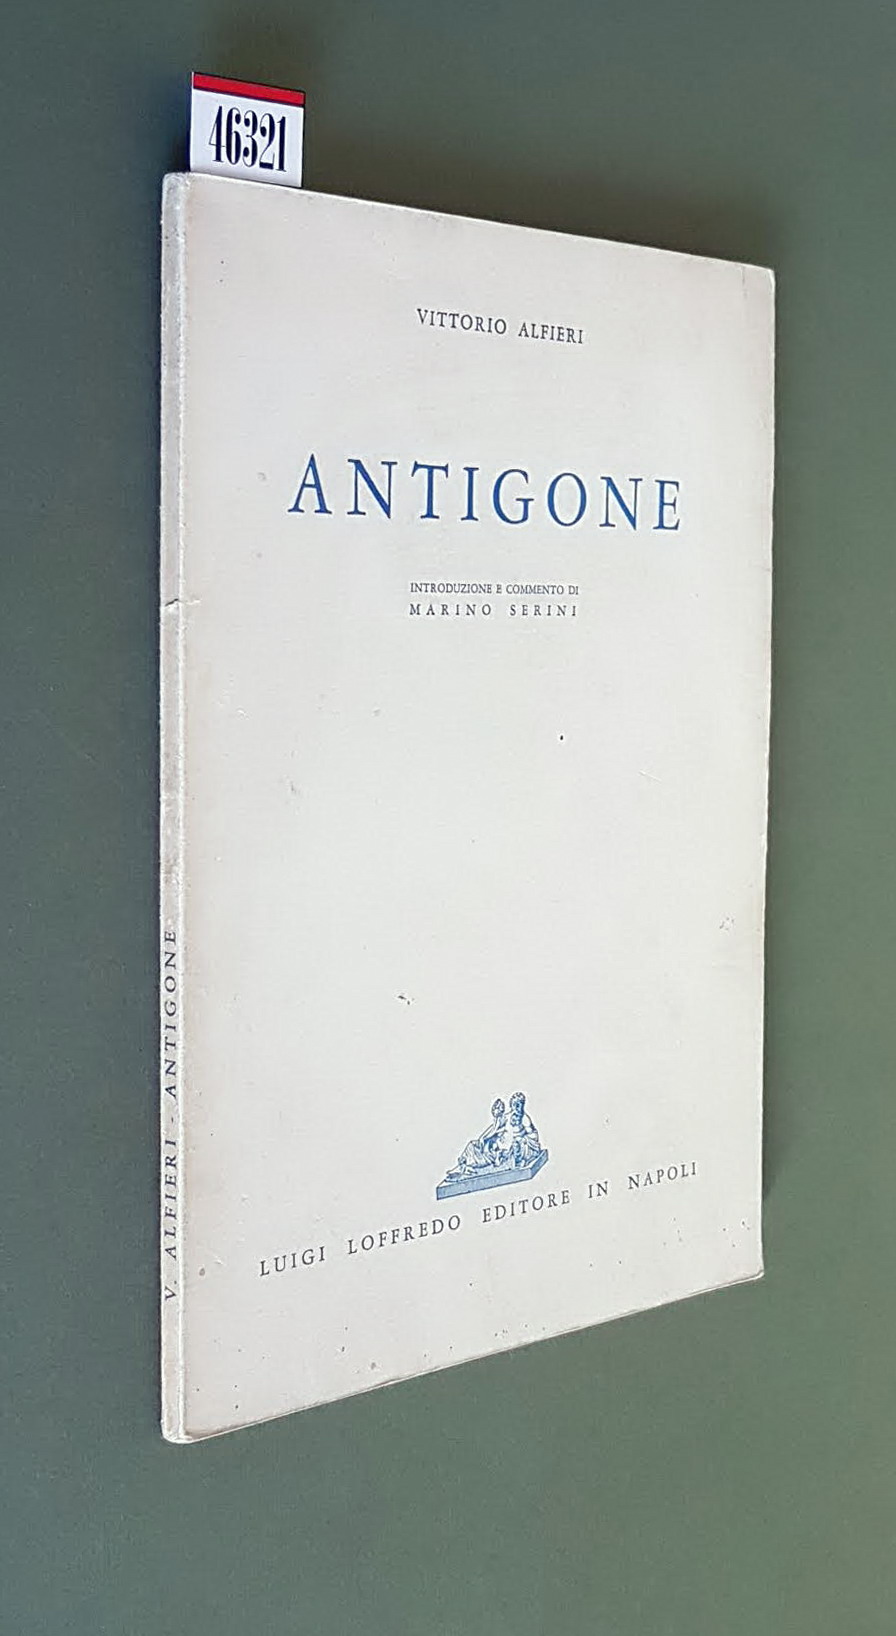 46321
VITTORIO ALFIERI
ANTIGONE
INTRODUZIONE E COMMENTO DI
MARINO SERINI
LUIGI LOFFREDO EDITORE IN NAPOLI
V. ALFIERI - ANTIGONE